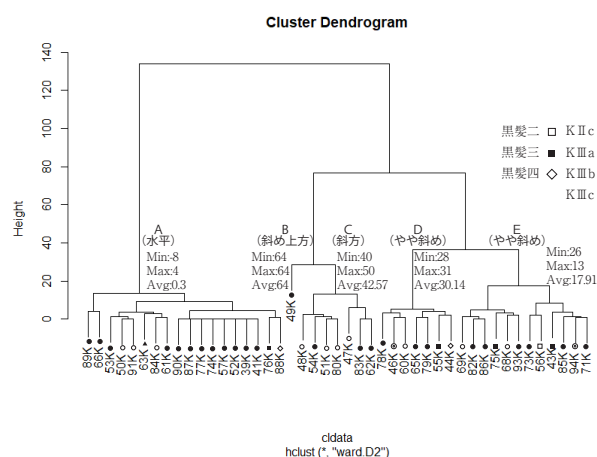 Cluster Dendrogram
Height
140
120
100
80
60
40
20
0
黒髪二 □ KⅡc
黒髪三 ■ KⅢa
黒髪四 ◇ KⅢb
KⅢc
A
(水平)
Min:-8
Max:4
Avg:0.3
B
(斜め上方)
Min:64
Max:64
Avg:64
C
(斜方)
Min:40
Max:50
Avg:42.57
D
(やや斜め)
Min:28
Max:31
Avg:30.14
E
(やや斜め)
Min:26
Max:13
Avg:17.91
89K
66K
53K
50K
91K
63K
84K
61K
90K
87K
77K
74K
57K
52K
39K
41K
76K
88K
49K
48K
54K
51K
80K
47K
83K
62K
78K
46K
60K
65K
79K
55K
44K
69K
82K
86K
75K
68K
93K
73K
56K
43K
85K
94K
71K
cldata
hclust (*, "ward.D2")